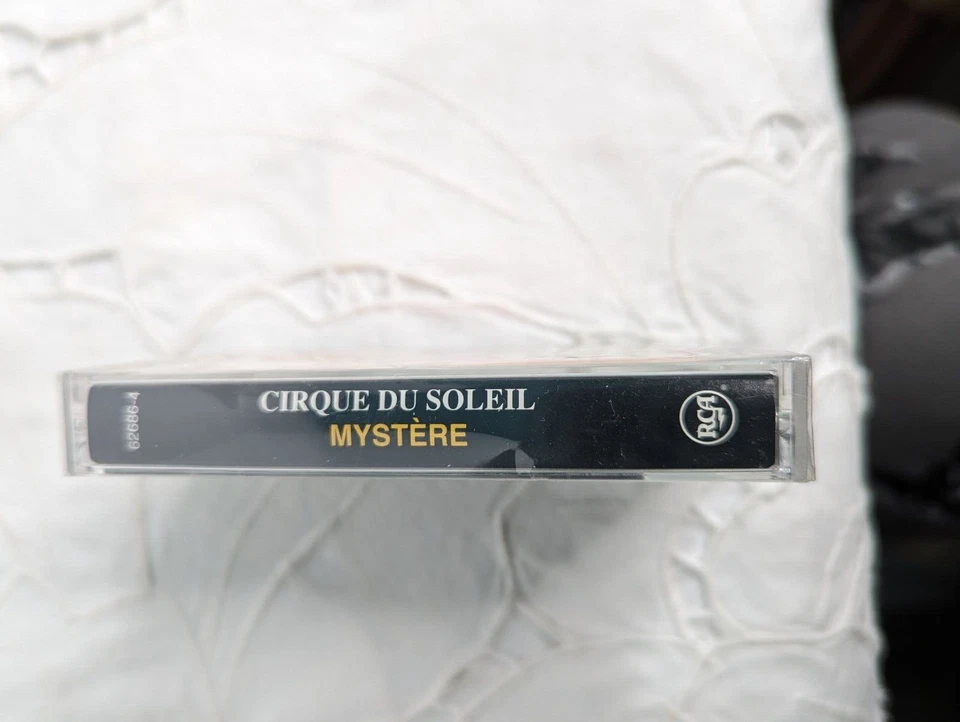 62686-4
CIRQUE DU SOLEIL
MYSTÈRE
RCA